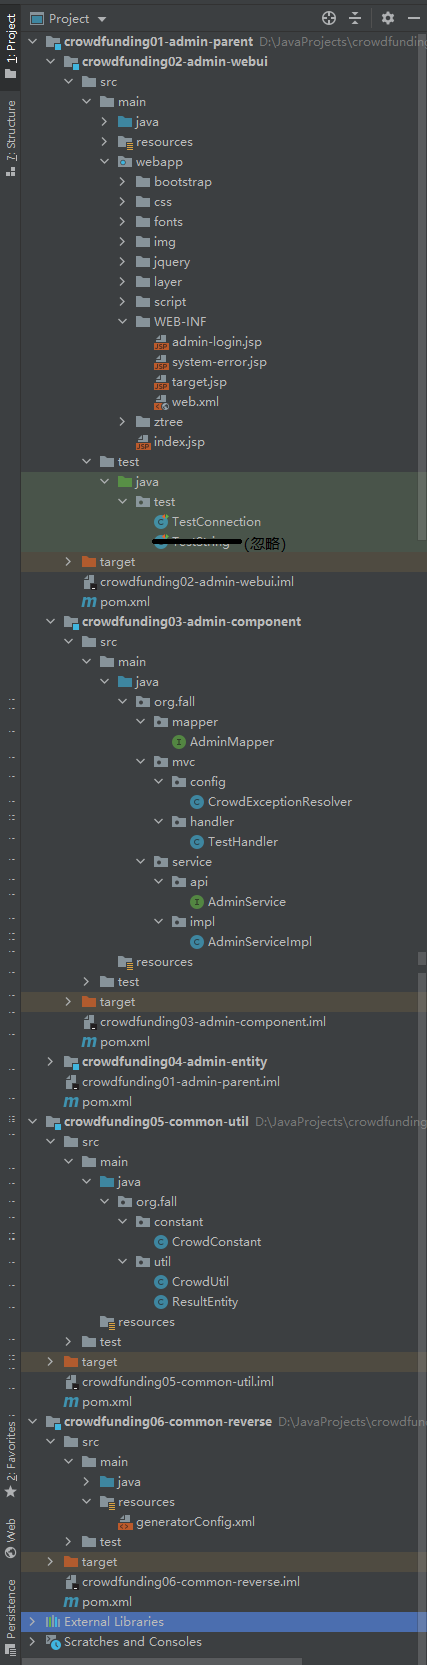 Project
crowdfunding01-admin-parent D:\JavaProjects\crowdfunding
crowdfunding02-admin-webui
src
main
java
resources
webapp
bootstrap
css
fonts
img
jquery
layer
script
WEB-INF
admin-login.jsp
system-error.jsp
target.jsp
web.xml
ztree
index.jsp
test
java
test
TestConnection
TestString (忽略)
target
crowdfunding02-admin-webui.iml
pom.xml
crowdfunding03-admin-component
src
main
java
org.fall
mapper
AdminMapper
mvc
config
CrowdExceptionResolver
handler
TestHandler
service
api
AdminService
impl
AdminServiceImpl
resources
test
target
crowdfunding03-admin-component.iml
pom.xml
crowdfunding04-admin-entity
crowdfunding01-admin-parent.iml
pom.xml
crowdfunding05-common-util D:\JavaProjects\crowdfunding
src
main
java
org.fall
constant
CrowdConstant
util
CrowdUtil
ResultEntity
resources
test
target
crowdfunding05-common-util.iml
pom.xml
crowdfunding06-common-reverse D:\JavaProjects\crowdfu
src
main
java
resources
generatorConfig.xml
test
target
crowdfunding06-common-reverse.iml
pom.xml
External Libraries
Scratches and Consoles
1: Project
7: Structure
2: Favorites
Web
Persistence